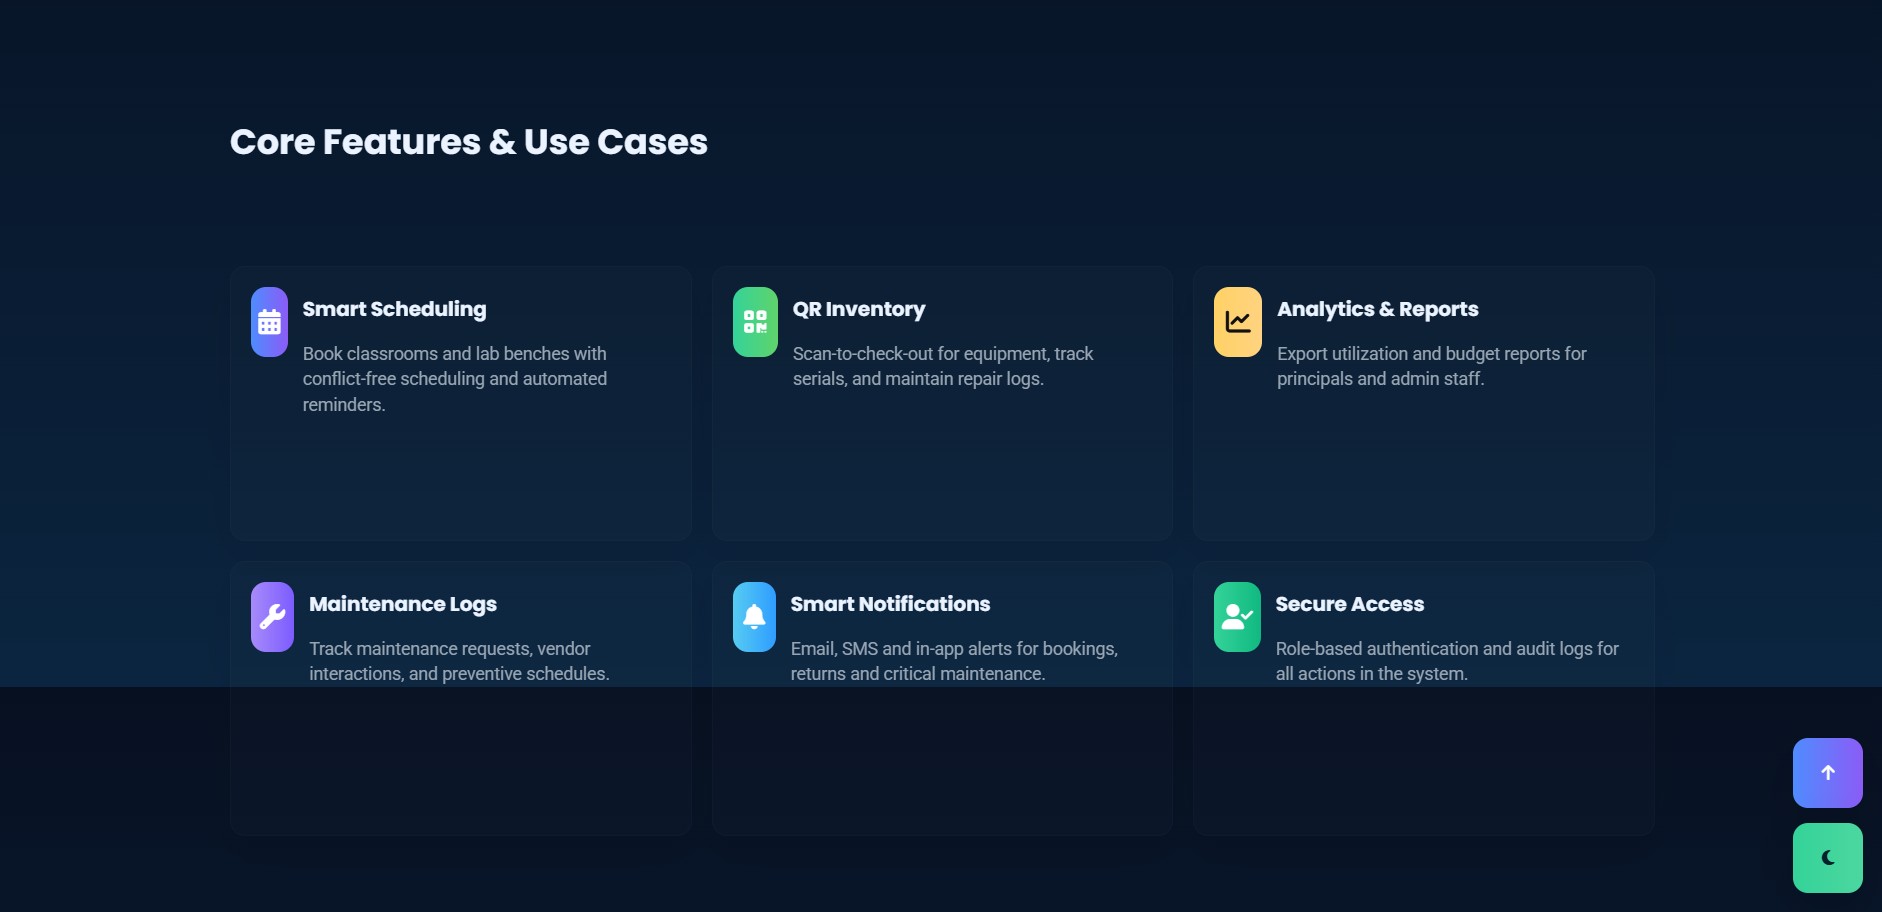 Core Features & Use Cases
Smart Scheduling
Book classrooms and lab benches with
conflict-free scheduling and automated
reminders.
QR Inventory
Scan-to-check-out for equipment, track
serials, and maintain repair logs.
Analytics & Reports
Export utilization and budget reports for
principals and admin staff.
Maintenance Logs
Track maintenance requests, vendor
interactions, and preventive schedules.
Smart Notifications
Email, SMS and in-app alerts for bookings,
returns and critical maintenance.
Secure Access
Role-based authentication and audit logs for
all actions in the system.